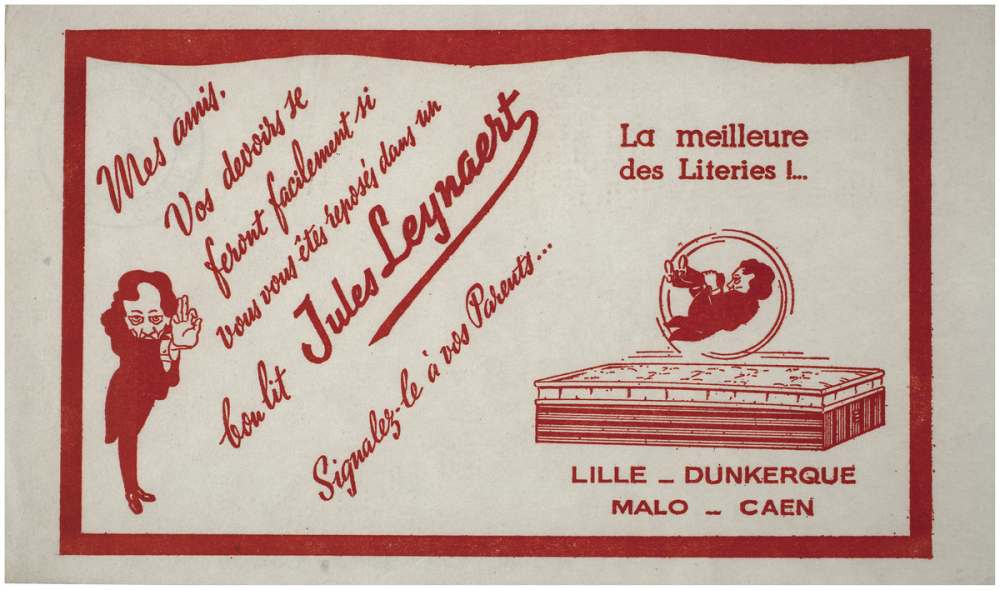 Mes amis,
Vos devoirs se
feront facilement si
vous vous êtes reposés dans un
bon lit Jules Leynaert
Signalez-le à vos Parents...
La meilleure
des Literies !...
LILLE - DUNKERQUE
MALO - CAEN